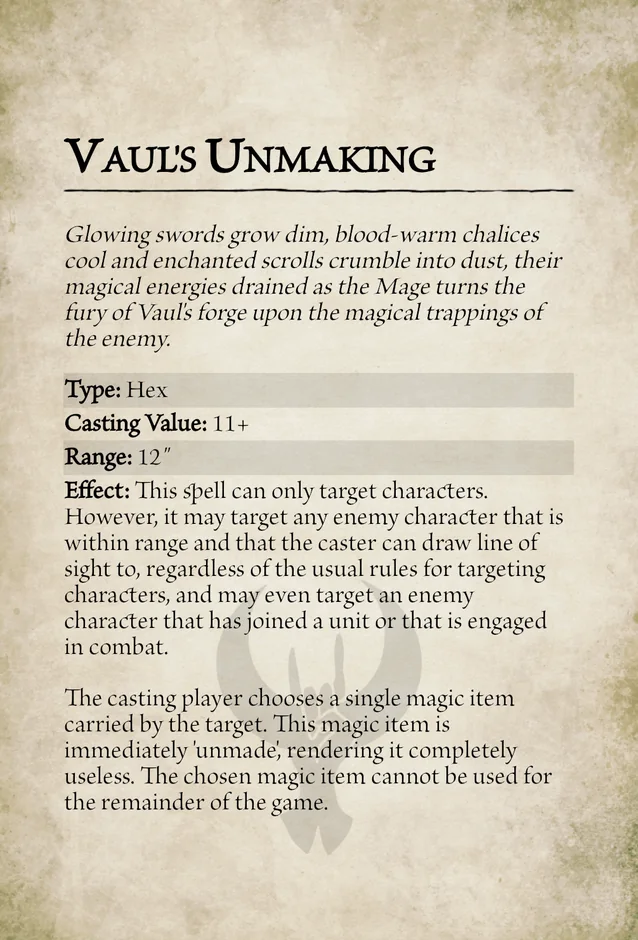 Vaul's Unmaking
Glowing swords grow dim, blood-warm chalices
cool and enchanted scrolls crumble into dust, their
magical energies drained as the Mage turns the
fury of Vaul's forge upon the magical trappings of
the enemy.
Type: Hex
Casting Value: 11+
Range: 12"
Effect: This spell can only target characters.
However, it may target any enemy character that is
within range and that the caster can draw line of
sight to, regardless of the usual rules for targeting
characters, and may even target an enemy
character that has joined a unit or that is engaged
in combat.
The casting player chooses a single magic item
carried by the target. This magic item is
immediately 'unmade', rendering it completely
useless. The chosen magic item cannot be used for
the remainder of the game.